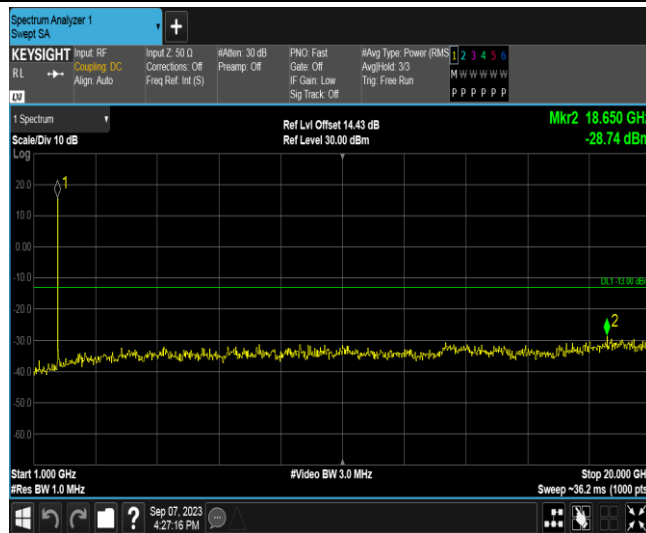 Spectrum Analyzer 1
Swept SA
+
KEYSIGHT
RL
LXI
Input: RF
Coupling: DC
Align: Auto
Input Z: 50 Ω
Corrections: Off
Freq Ref: Int (S)
#Atten: 30 dB
Preamp: Off
PNO: Fast
Gate: Off
IF Gain: Low
Sig Track: Off
#Avg Type: Power (RMS
Avg|Hold: 3/3
Trig: Free Run
1 2 3 4 5 6
M W W W W W
P P P P P P
1 Spectrum
Scale/Div 10 dB
Log
Ref Lvl Offset 14.43 dB
Ref Level 30.00 dBm
Mkr2 18.650 GHz
-28.74 dBm
1
20.0
10.0
0.00
-10.0
DL1 -13.00 dBm
-20.0
2
-30.0
-40.0
-50.0
-60.0
Start 1.000 GHz
#Res BW 1.0 MHz
#Video BW 3.0 MHz
Stop 20.000 GHz
Sweep ~36.2 ms (1000 pts)
?
Sep 07, 2023
4:27:16 PM